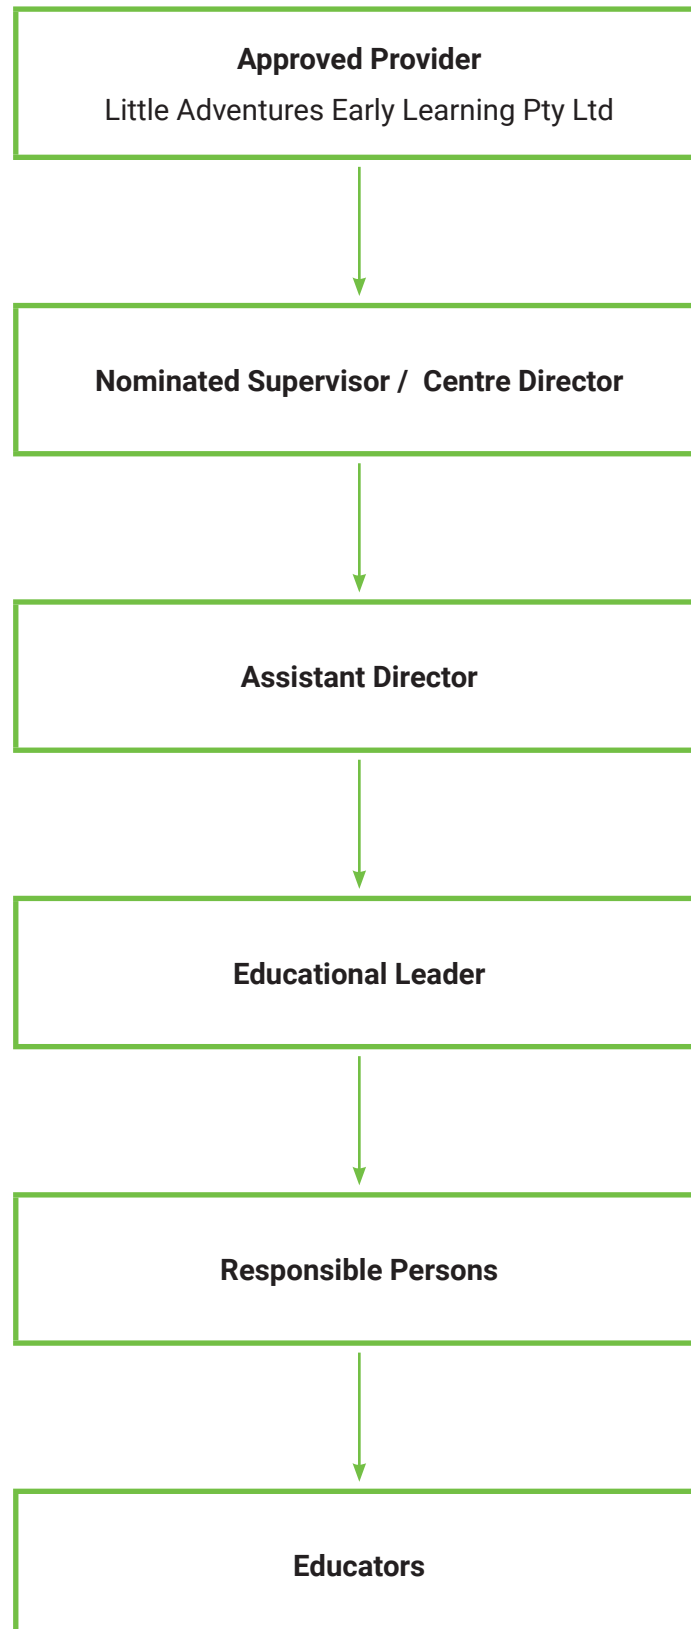 Approved Provider
Little Adventures Early Learning Pty Ltd
Nominated Supervisor /  Centre Director
Assistant Director
Educational Leader
Responsible Persons
Educators